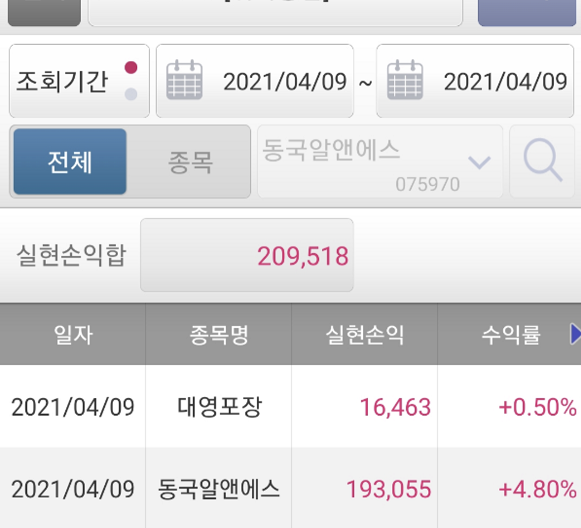 조회기간 2021/04/09 ~ 2021/04/09
전체 종목 동국알앤에스
075970
실현손익합 209,518
일자 종목명 실현손익 수익률
2021/04/09 대영포장 16,463 +0.50%
2021/04/09 동국알앤에스 193,055 +4.80%